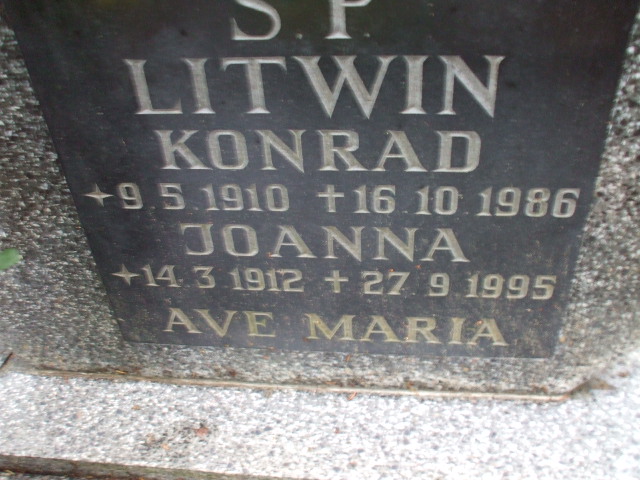 S.P.
LITWIN
KONRAD
9.5.1910 +16.10.1986
JOANNA
14.3.1912 + 27.9.1995
AVE MARIA